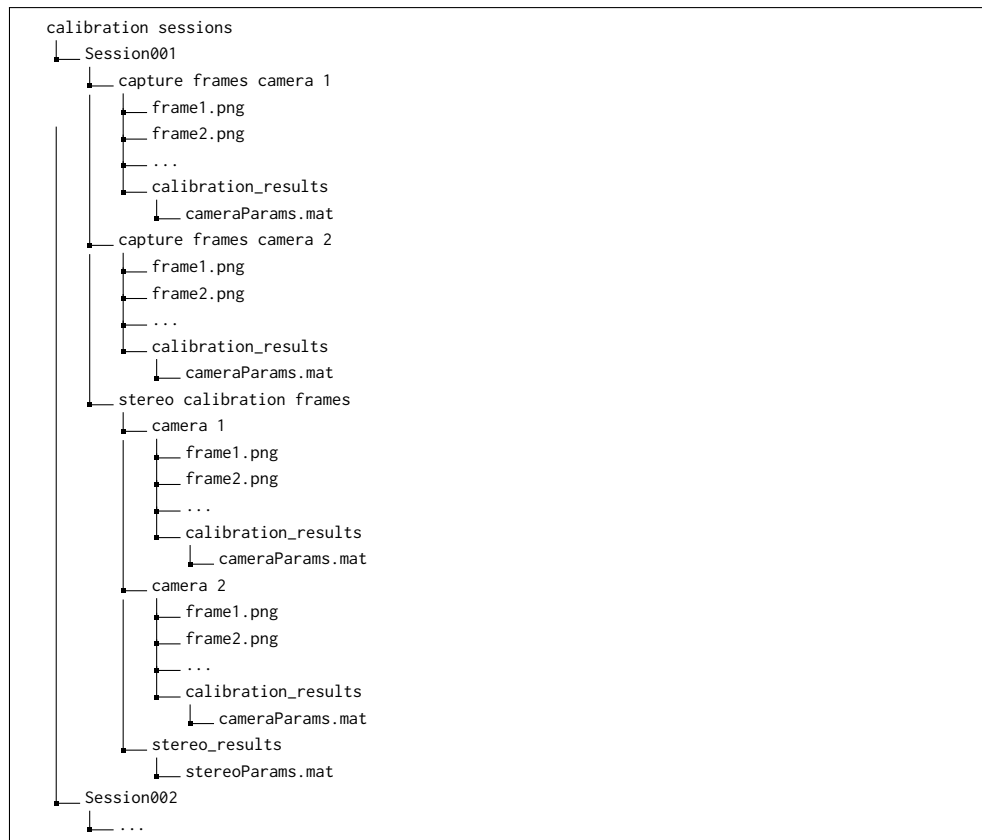 calibration sessions
Session001
capture frames camera 1
frame1.png
frame2.png
...
calibration_results
cameraParams.mat
capture frames camera 2
frame1.png
frame2.png
...
calibration_results
cameraParams.mat
stereo calibration frames
camera 1
frame1.png
frame2.png
...
calibration_results
cameraParams.mat
camera 2
frame1.png
frame2.png
...
calibration_results
cameraParams.mat
stereo_results
stereoParams.mat
Session002
...